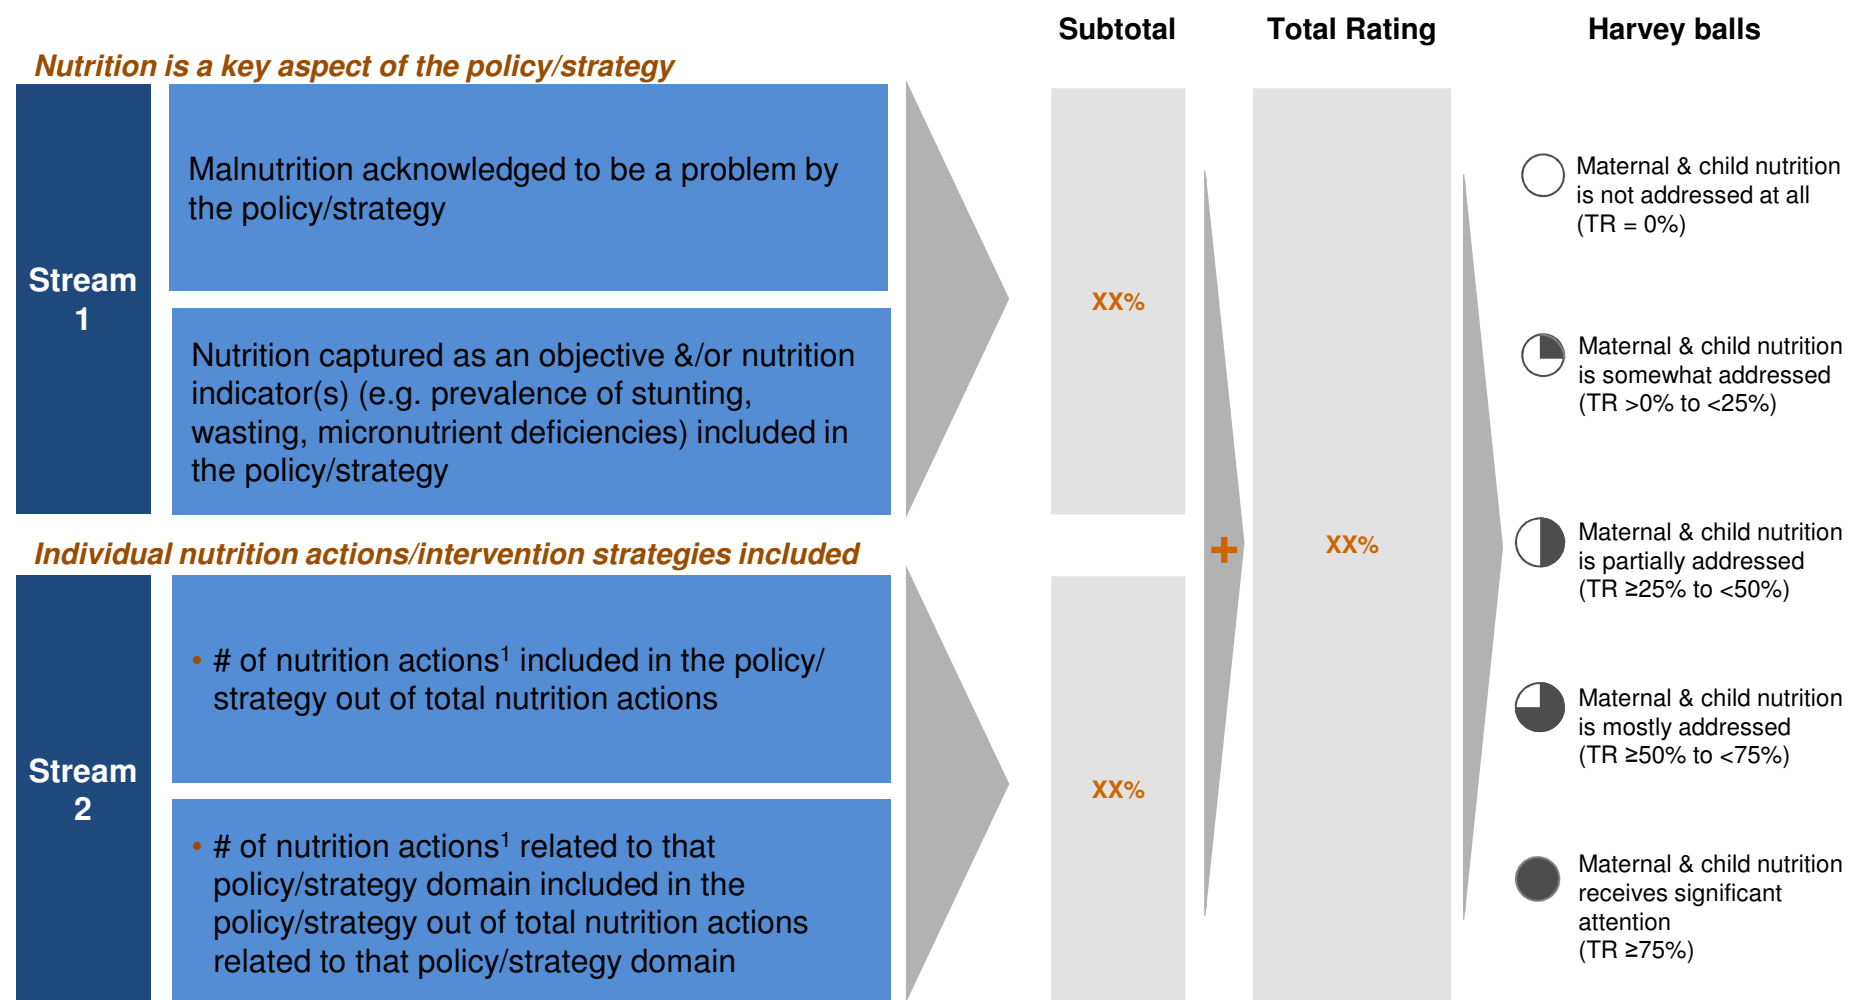 Subtotal
Total Rating
Harvey balls
Nutrition is a key aspect of the policy/strategy
Stream
1
Malnutrition acknowledged to be a problem by
the policy/strategy
Nutrition captured as an objective &/or nutrition
indicator(s) (e.g. prevalence of stunting,
wasting, micronutrient deficiencies) included in
the policy/strategy
XX%
Individual nutrition actions/intervention strategies included
Stream
2
• # of nutrition actions¹ included in the policy/
strategy out of total nutrition actions
• # of nutrition actions¹ related to that
policy/strategy domain included in the
policy/strategy out of total nutrition actions
related to that policy/strategy domain
XX%
+
XX%
Maternal & child nutrition
is not addressed at all
(TR = 0%)
Maternal & child nutrition
is somewhat addressed
(TR >0% to <25%)
Maternal & child nutrition
is partially addressed
(TR ≥25% to <50%)
Maternal & child nutrition
is mostly addressed
(TR ≥50% to <75%)
Maternal & child nutrition
receives significant
attention
(TR ≥75%)